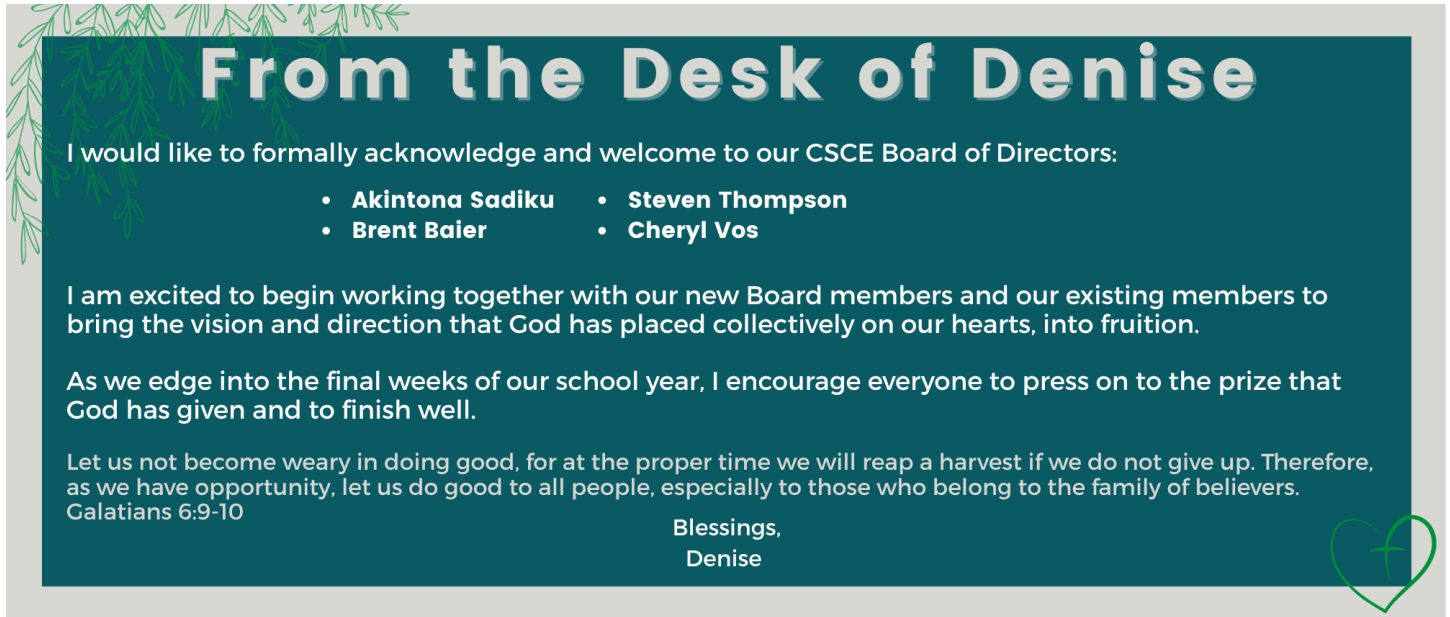 From the Desk of Denise
I would like to formally acknowledge and welcome to our CSCE Board of Directors:
• Akintona Sadiku
• Brent Baier
• Steven Thompson
• Cheryl Vos
I am excited to begin working together with our new Board members and our existing members to
bring the vision and direction that God has placed collectively on our hearts, into fruition.
As we edge into the final weeks of our school year, I encourage everyone to press on to the prize that
God has given and to finish well.
Let us not become weary in doing good, for at the proper time we will reap a harvest if we do not give up. Therefore,
as we have opportunity, let us do good to all people, especially to those who belong to the family of believers.
Galatians 6:9-10
Blessings,
Denise